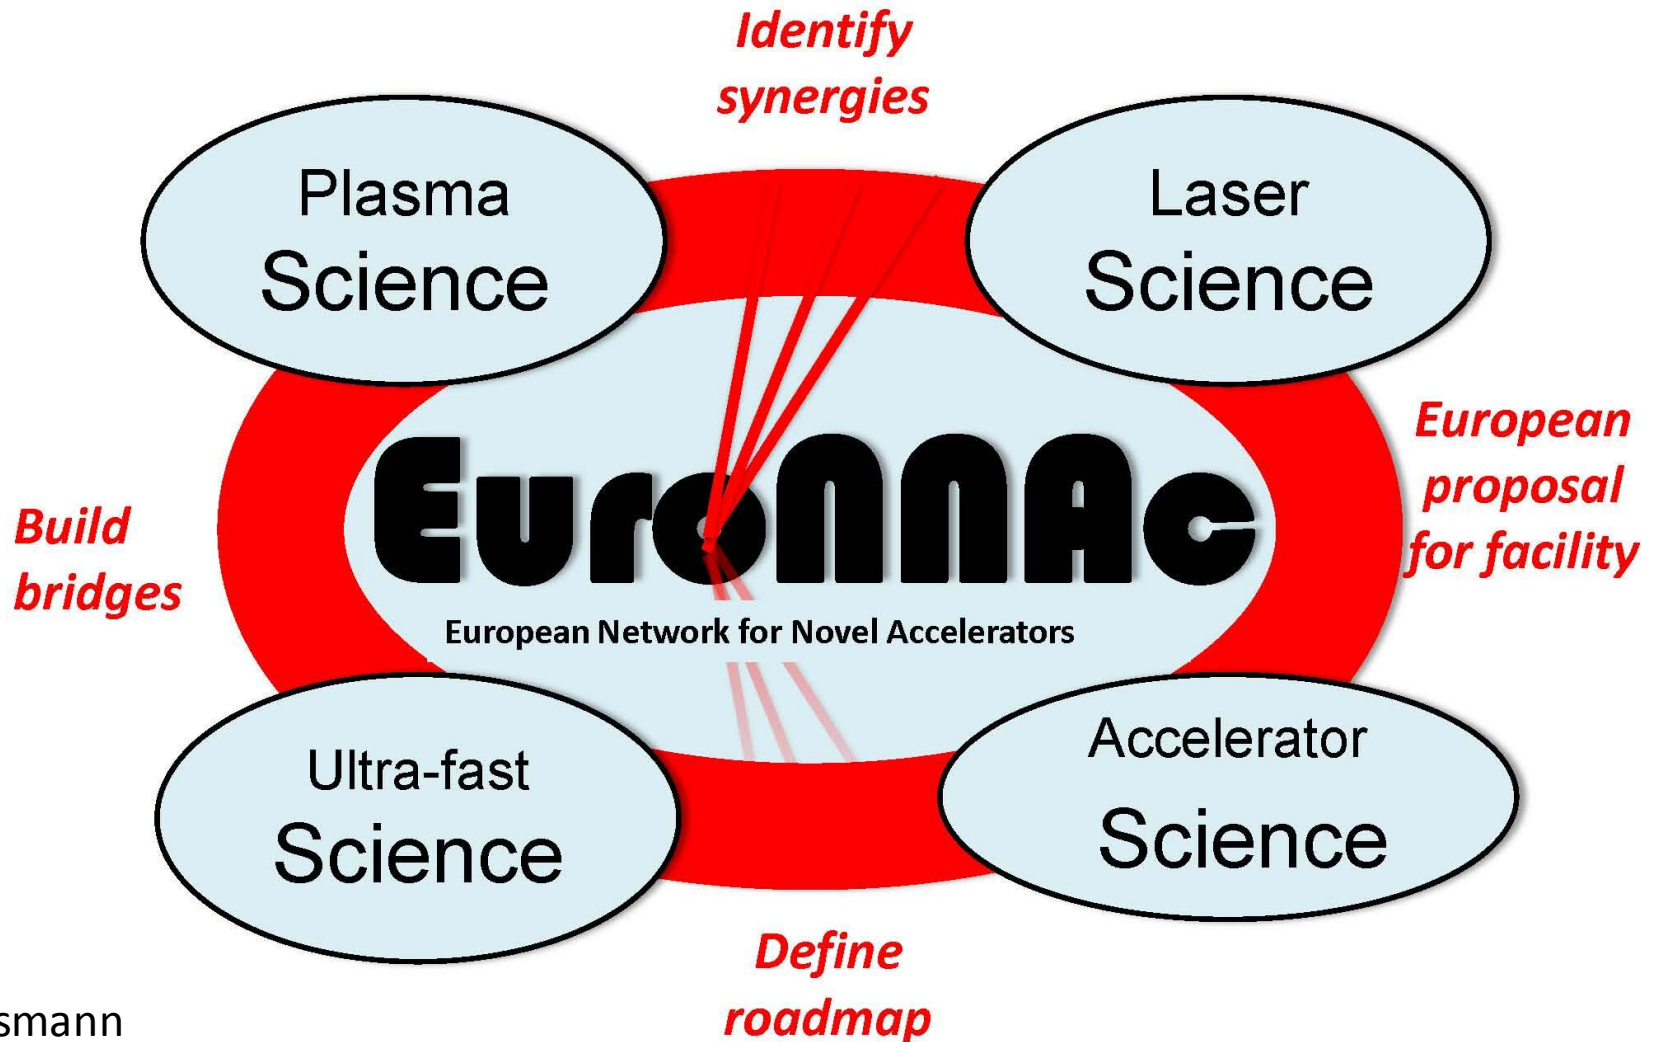 Identify
synergies
Plasma
Science
Laser
Science
European
proposal
for facility
Build
bridges
EuroNNAc
European Network for Novel Accelerators
Ultra-fast
Science
Accelerator
Science
Define
roadmap
smann